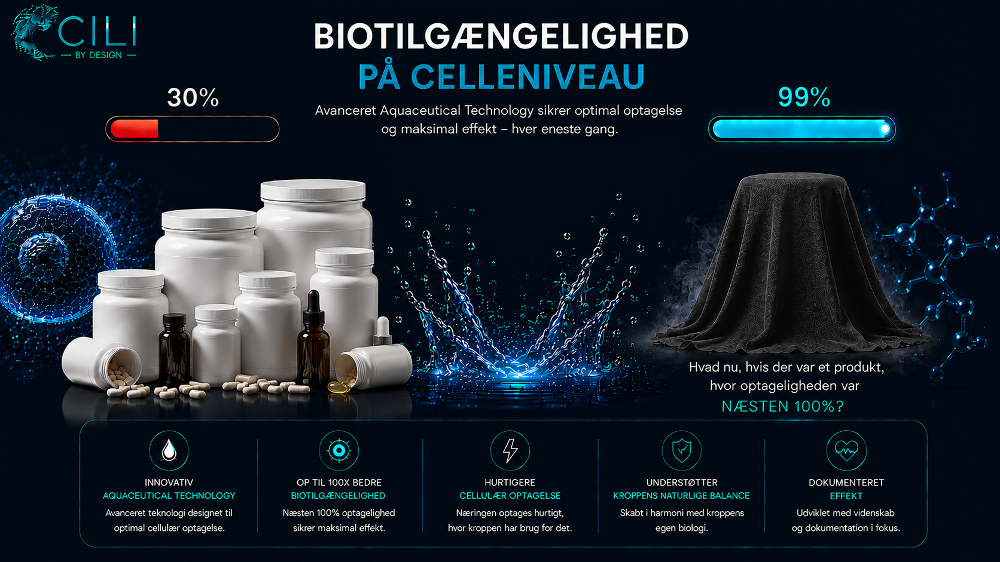 CILI
BY DESIGN
BIOTILGÆNGELIGHED
PÅ CELLENIVEAU
Avanceret Aquaceutical Technology sikrer optimal optagelse
og maksimal effekt – hver eneste gang.
30%
99%
Hvad nu, hvis der var et produkt,
hvor optageligheden var
NÆSTEN 100%?
INNOVATIV
AQUACEUTICAL TECHNOLOGY
Avanceret teknologi designet til
optimal cellulær optagelse.
OP TIL 100X BEDRE
BIOTILGÆNGELIGHED
Næsten 100% optagelighed
sikrer maksimal effekt.
HURTIGERE
CELLULÆR OPTAGELSE
Næringen optages hurtigt,
hvor kroppen har brug for det.
UNDERSTØTTER
KROPPENS NATURLIGE BALANCE
Skabt i harmoni med kroppens
egen biologi.
DOKUMENTERET
EFFEKT
Udviklet med videnskab
og dokumentation i fokus.